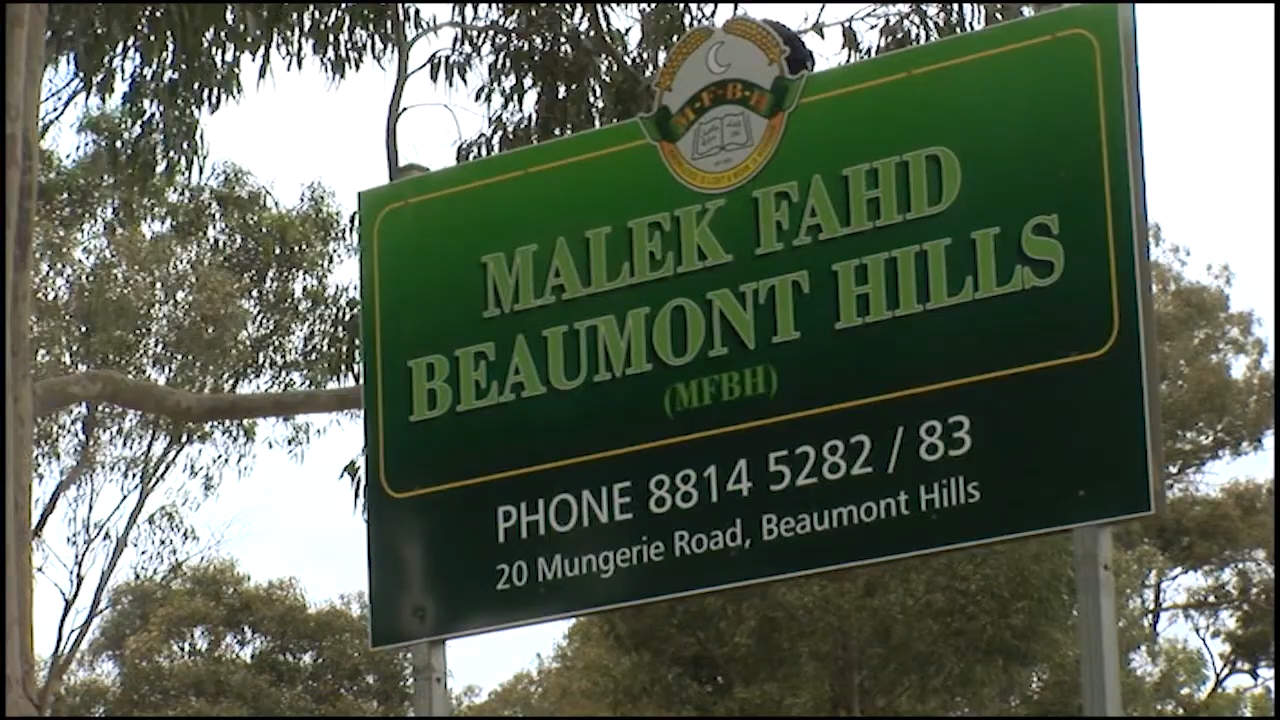 M·F·B·H
MALEK FAHD
BEAUMONT HILLS
(MFBH)
PHONE 8814 5282 / 83
20 Mungerie Road, Beaumont Hills